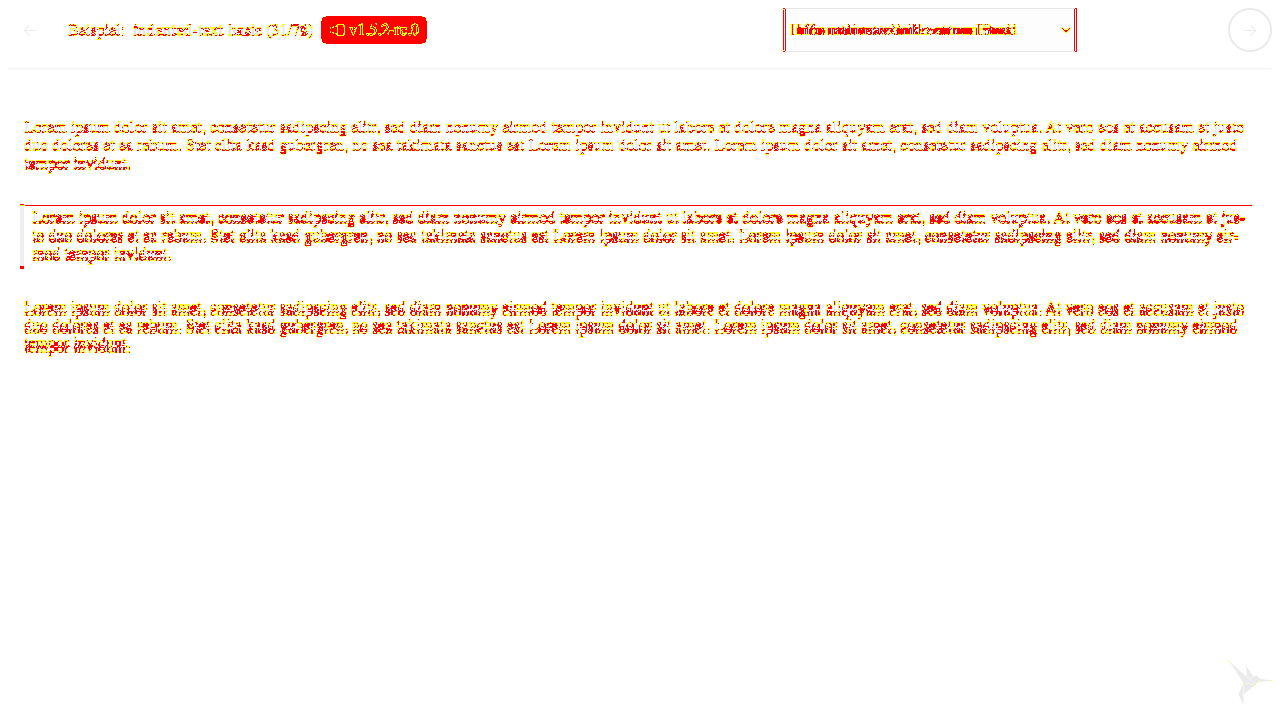 Beispiel: indented-text basic (31/76) v1.5.2-rc.0
Lorem ipsum dolor sit amet, consetetur sadipscing elitr, sed diam nonumy eirmod tempor invidunt ut labore et dolore magna aliquyam erat, sed diam voluptua. At vero eos et accusam et justo
duo dolores et ea rebum. Stet clita kasd gubergren, no sea takimata sanctus est Lorem ipsum dolor sit amet. Lorem ipsum dolor sit amet, consetetur sadipscing elitr, sed diam nonumy eirmod
tempor invidunt.
Lorem ipsum dolor sit amet, consetetur sadipscing elitr, sed diam nonumy eirmod tempor invidunt ut labore et dolore magna aliquyam erat, sed diam voluptua. At vero eos et accusam et jus-
to duo dolores et ea rebum. Stet clita kasd gubergren, no sea takimata sanctus est Lorem ipsum dolor sit amet. Lorem ipsum dolor sit amet, consetetur sadipscing elitr, sed diam nonumy eir-
mod tempor invidunt.
Lorem ipsum dolor sit amet, consetetur sadipscing elitr, sed diam nonumy eirmod tempor invidunt ut labore et dolore magna aliquyam erat, sed diam voluptua. At vero eos et accusam et justo
duo dolores et ea rebum. Stet clita kasd gubergren, no sea takimata sanctus est Lorem ipsum dolor sit amet. Lorem ipsum dolor sit amet, consetetur sadipscing elitr, sed diam nonumy eirmod
tempor invidunt.